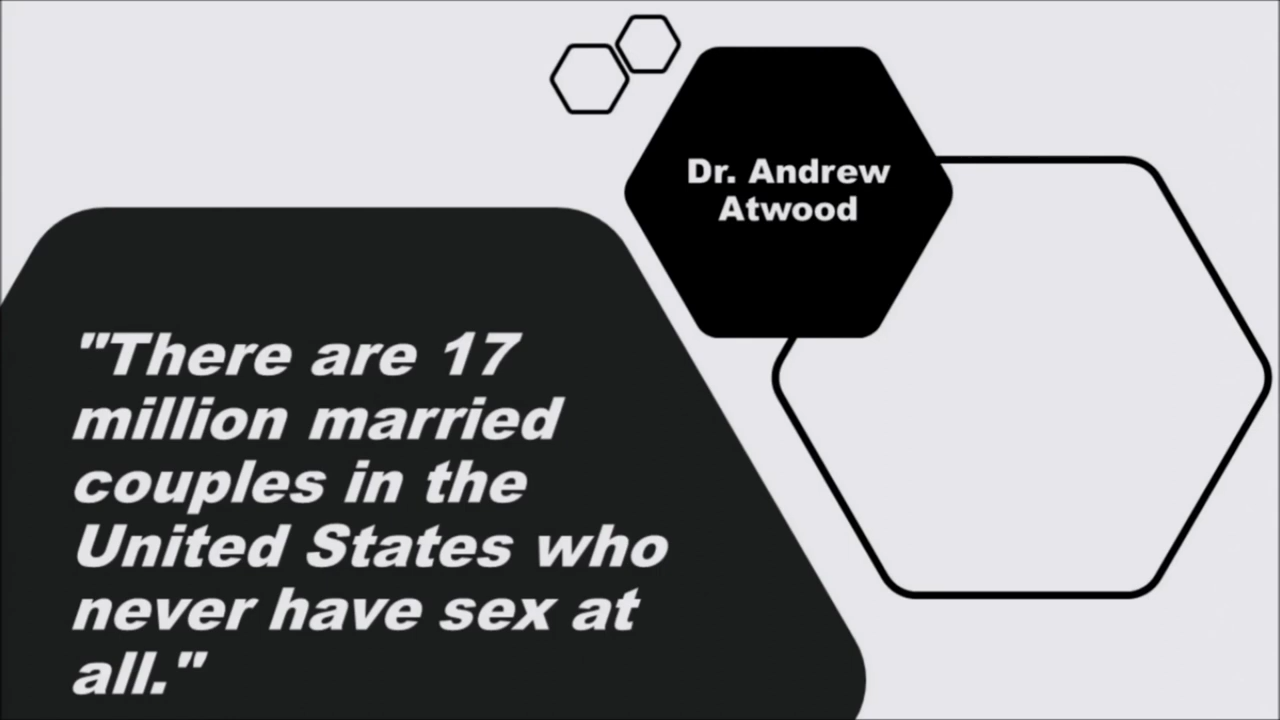 Dr. Andrew
Atwood
"There are 17
million married
couples in the
United States who
never have sex at
all."